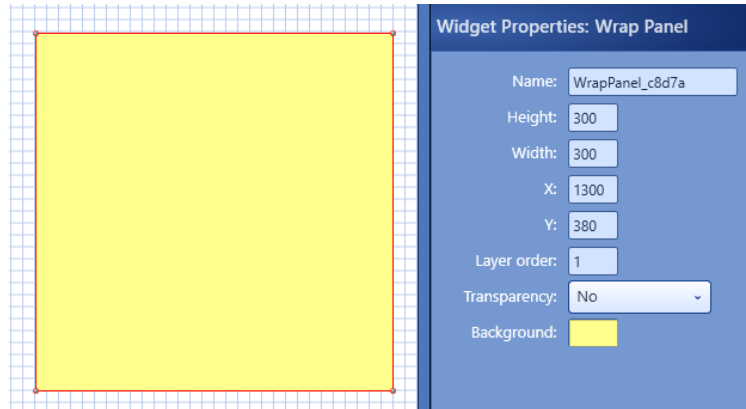 Widget Properties: Wrap Panel
Name: WrapPanel_c8d7a
Height: 300
Width: 300
X: 1300
Y: 380
Layer order: 1
Transparency: No
Background: